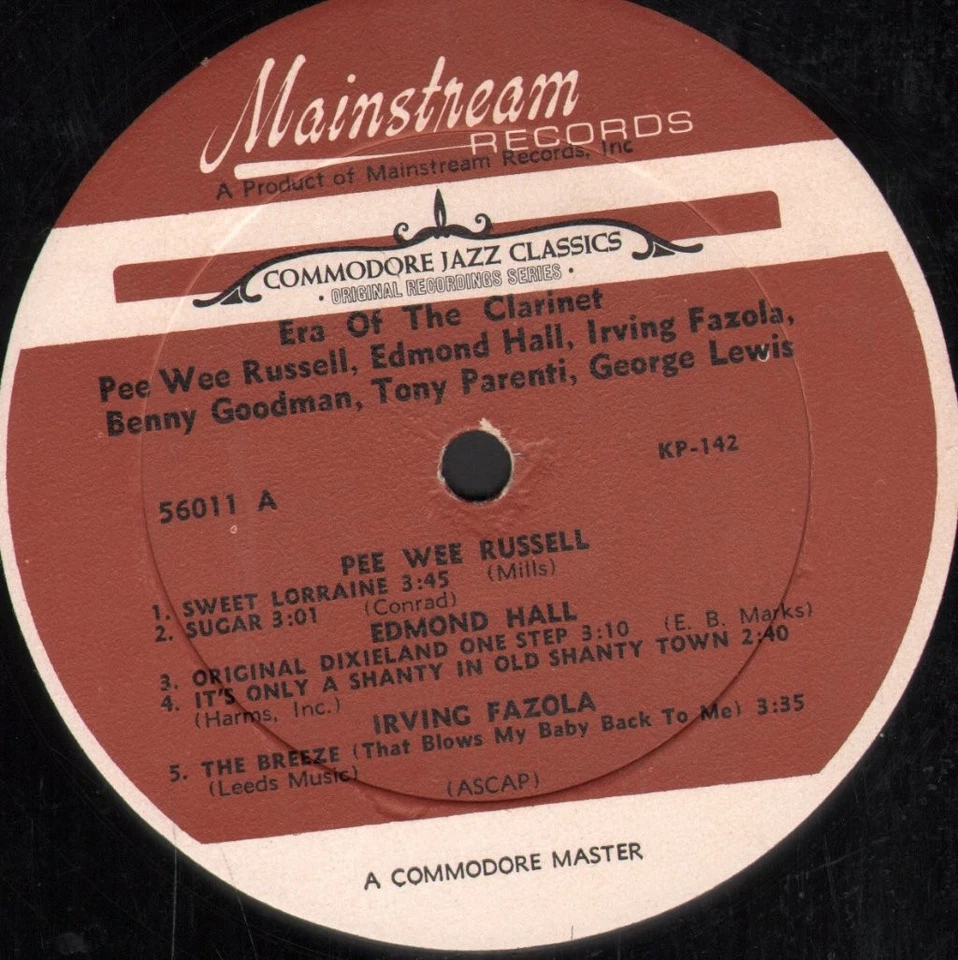 Mainstream
RECORDS
A Product of Mainstream Records, Inc
COMMODORE JAZZ CLASSICS
• ORIGINAL RECORDINGS SERIES •
Era Of The Clarinet
Pee Wee Russell, Edmond Hall, Irving Fazola,
Benny Goodman, Tony Parenti, George Lewis
KP-142
56011 A
PEE WEE RUSSELL
1. SWEET LORRAINE 3:45 (Mills)
2. SUGAR 3:01 (Conrad)
EDMOND HALL
3. ORIGINAL DIXIELAND ONE STEP 3:10 (E. B. Marks)
4. IT'S ONLY A SHANTY IN OLD SHANTY TOWN 2:40
(Harms, Inc.)
IRVING FAZOLA
5. THE BREEZE (That Blows My Baby Back To Me) 3:35
(Leeds Music) (ASCAP)
A COMMODORE MASTER